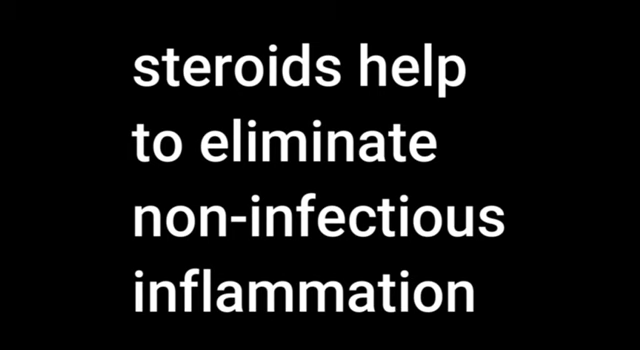 steroids help
to eliminate
non-infectious
inflammation